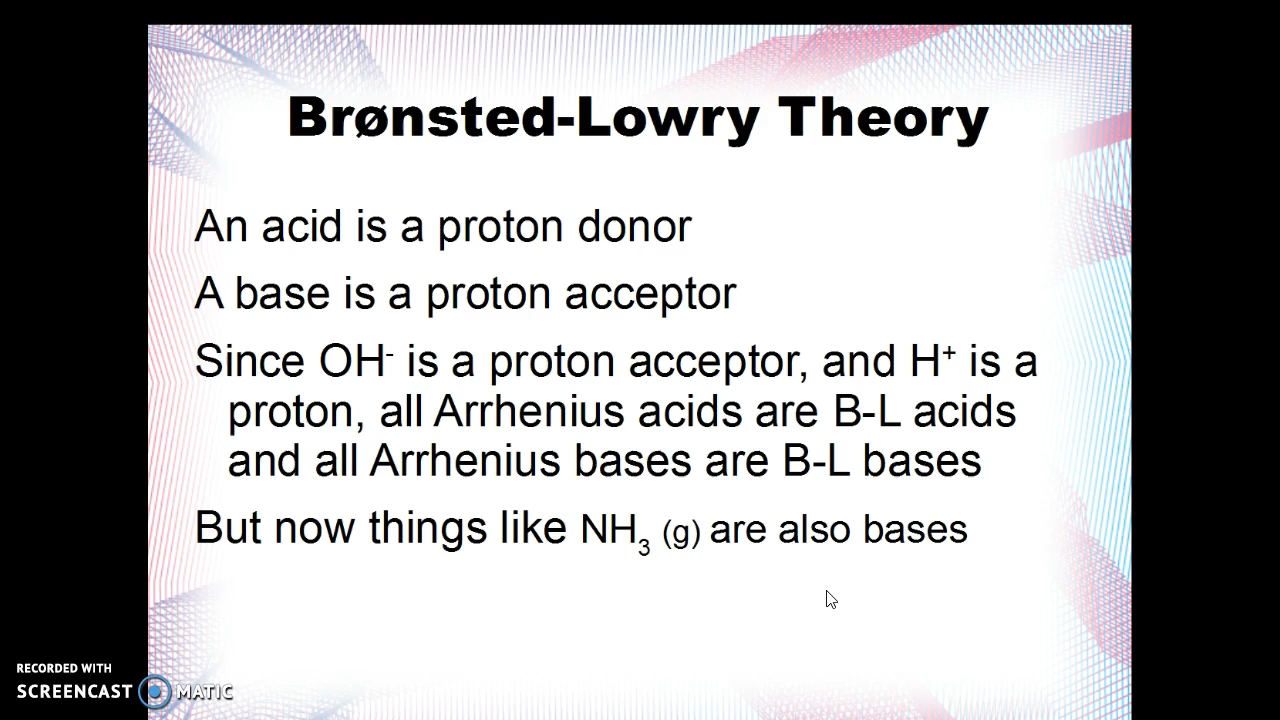 Brønsted-Lowry Theory
An acid is a proton donor
A base is a proton acceptor
Since OH⁻ is a proton acceptor, and H⁺ is a
proton, all Arrhenius acids are B-L acids
and all Arrhenius bases are B-L bases
But now things like NH₃ (g) are also bases
RECORDED WITH
SCREENCAST MATIC